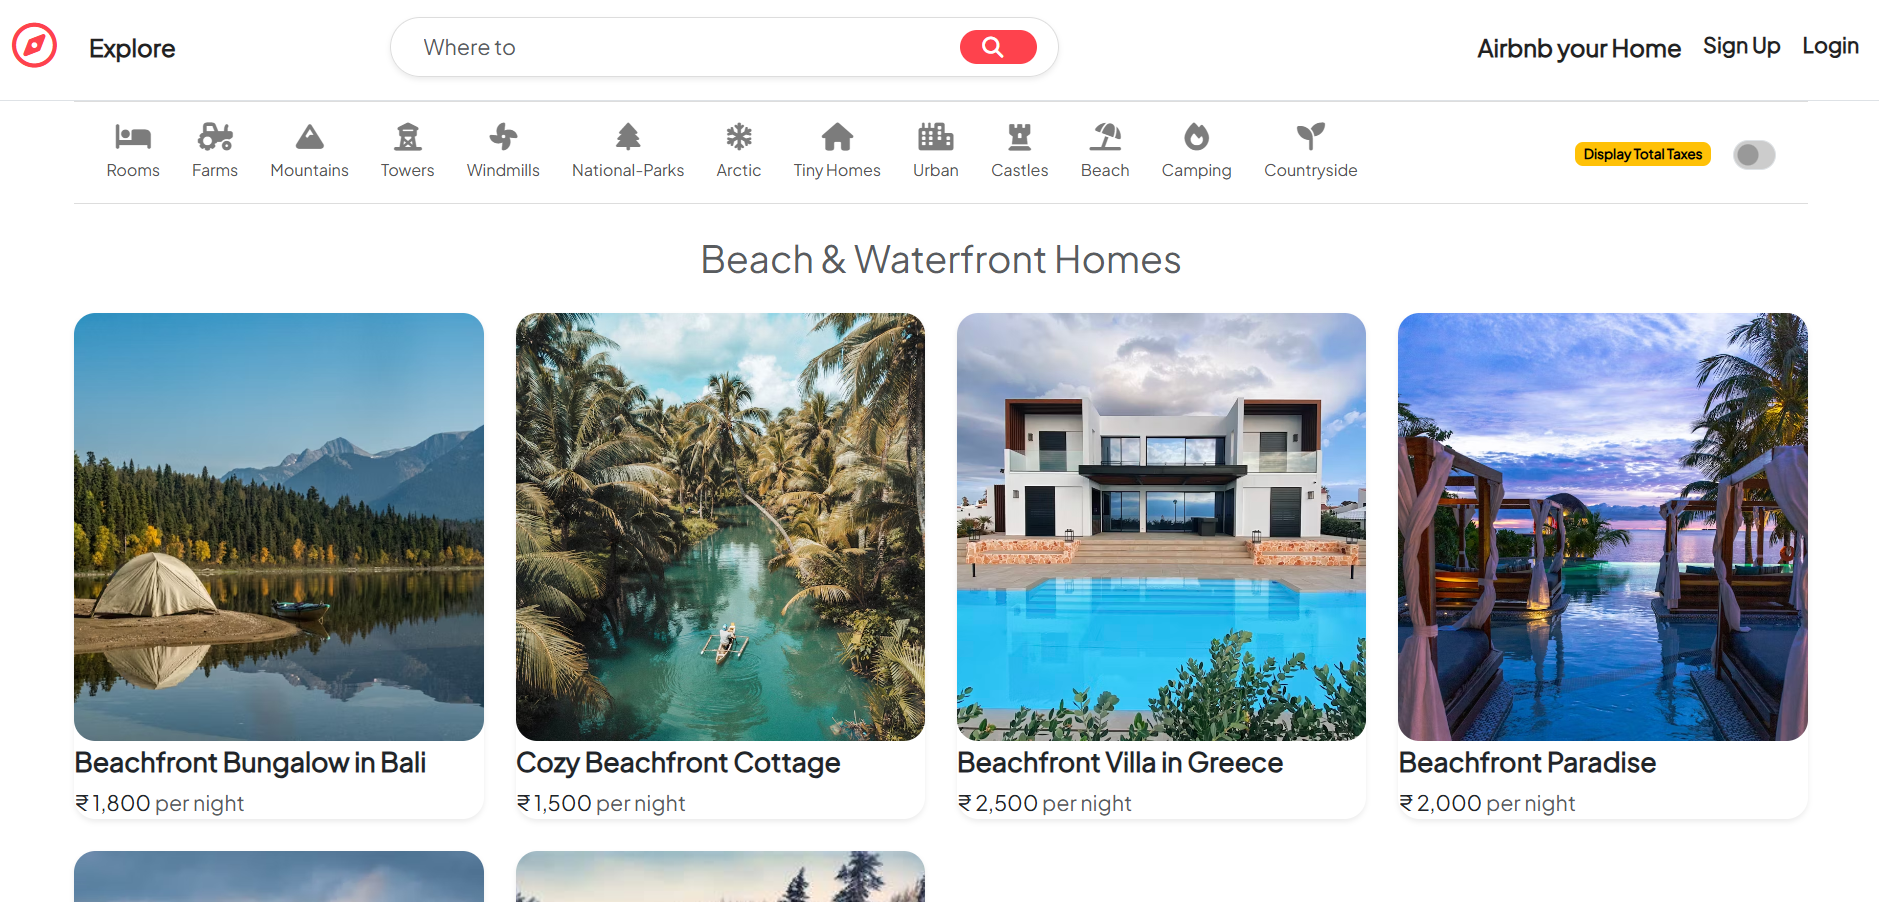 Explore
Where to
Airbnb your Home
Sign Up
Login
Rooms
Farms
Mountains
Towers
Windmills
National-Parks
Arctic
Tiny Homes
Urban
Castles
Beach
Camping
Countryside
Display Total Taxes
Beach & Waterfront Homes
Beachfront Bungalow in Bali
₹ 1,800 per night
Cozy Beachfront Cottage
₹ 1,500 per night
Beachfront Villa in Greece
₹ 2,500 per night
Beachfront Paradise
₹ 2,000 per night